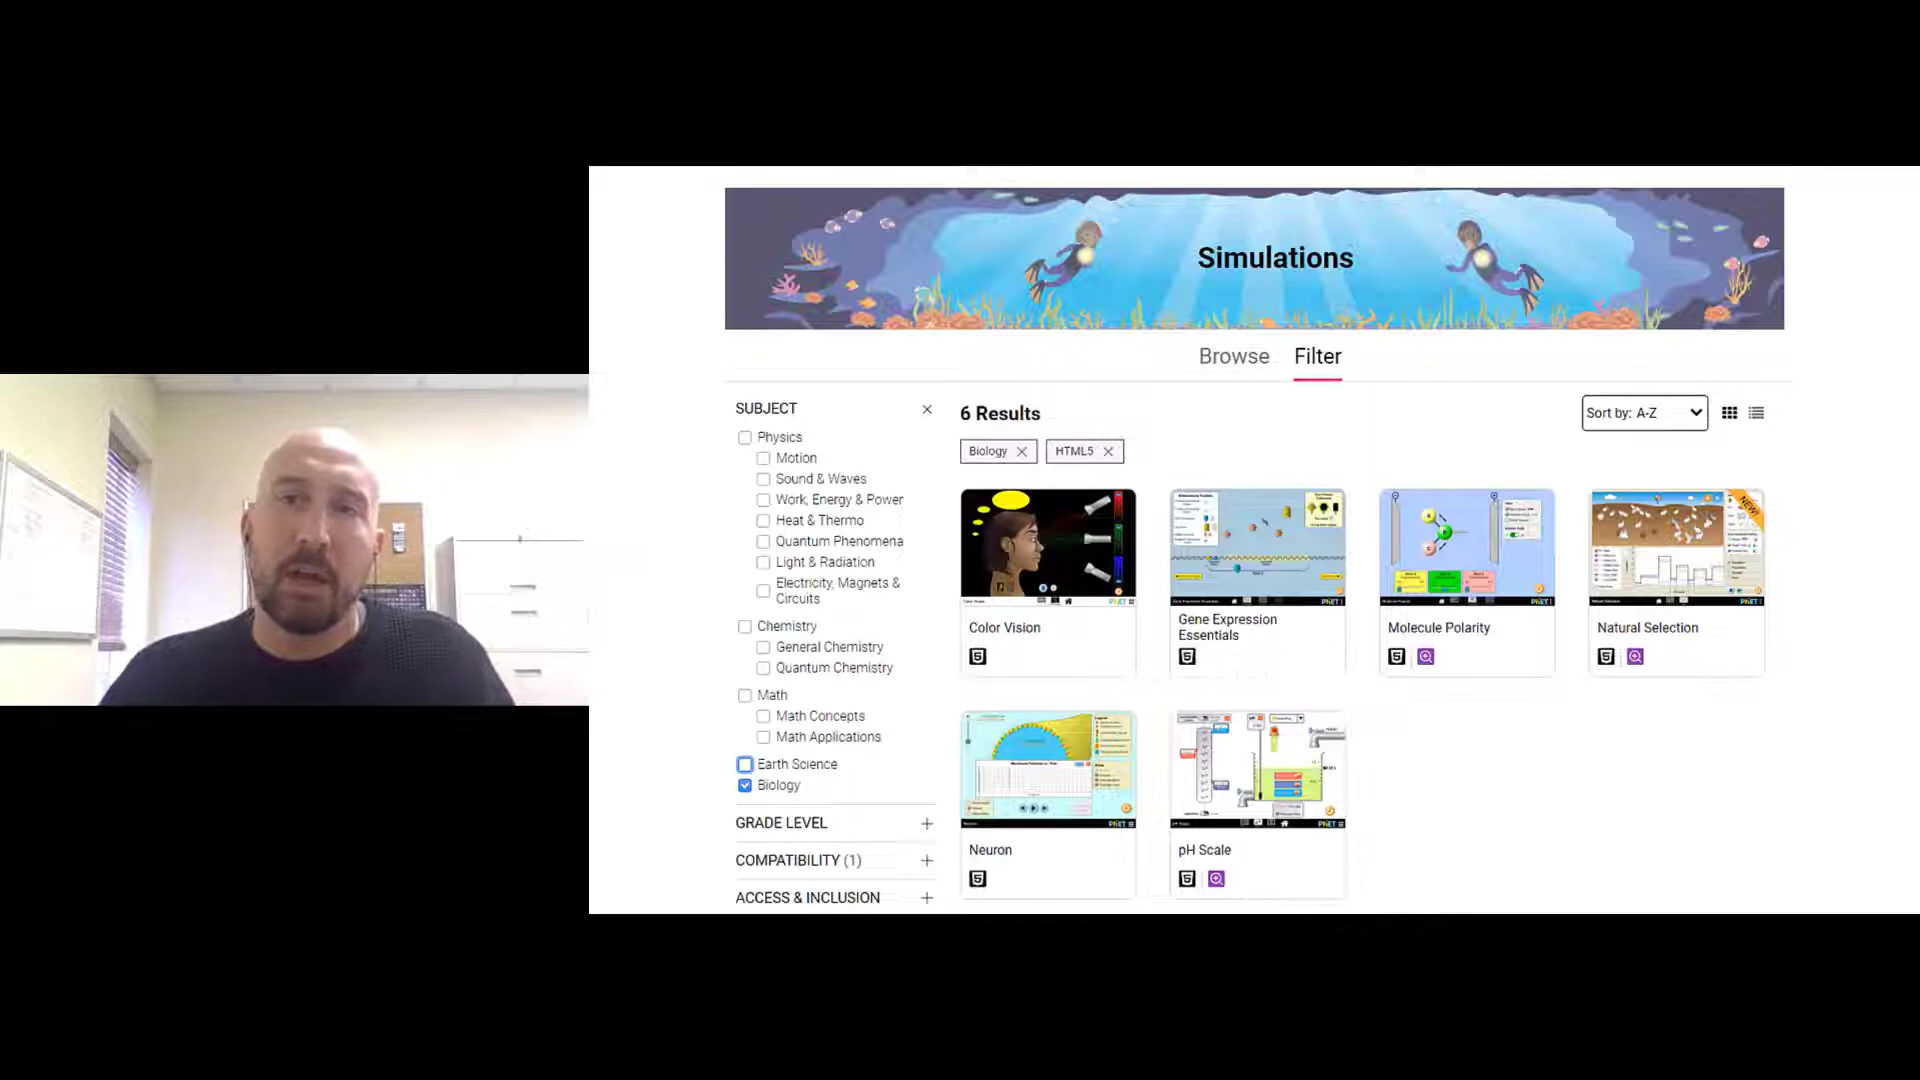 Simulations
Browse
Filter
SUBJECT
Physics
Motion
Sound & Waves
Work, Energy & Power
Heat & Thermo
Quantum Phenomena
Light & Radiation
Electricity, Magnets &
Circuits
Chemistry
General Chemistry
Quantum Chemistry
Math
Math Concepts
Math Applications
Earth Science
Biology
GRADE LEVEL
COMPATIBILITY (1)
ACCESS & INCLUSION
6 Results
Sort by: A-Z
Biology
HTML5
NEW!
Color Vision
Gene Expression
Essentials
Molecule Polarity
Natural Selection
Neuron
pH Scale